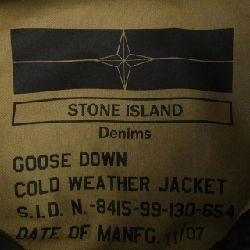 STONE ISLAND
Denims
GOOSE DOWN
COLD WEATHER JACKET
S.I.D. N.-8415-99-130-654
DATE OF MANFG. 11/07